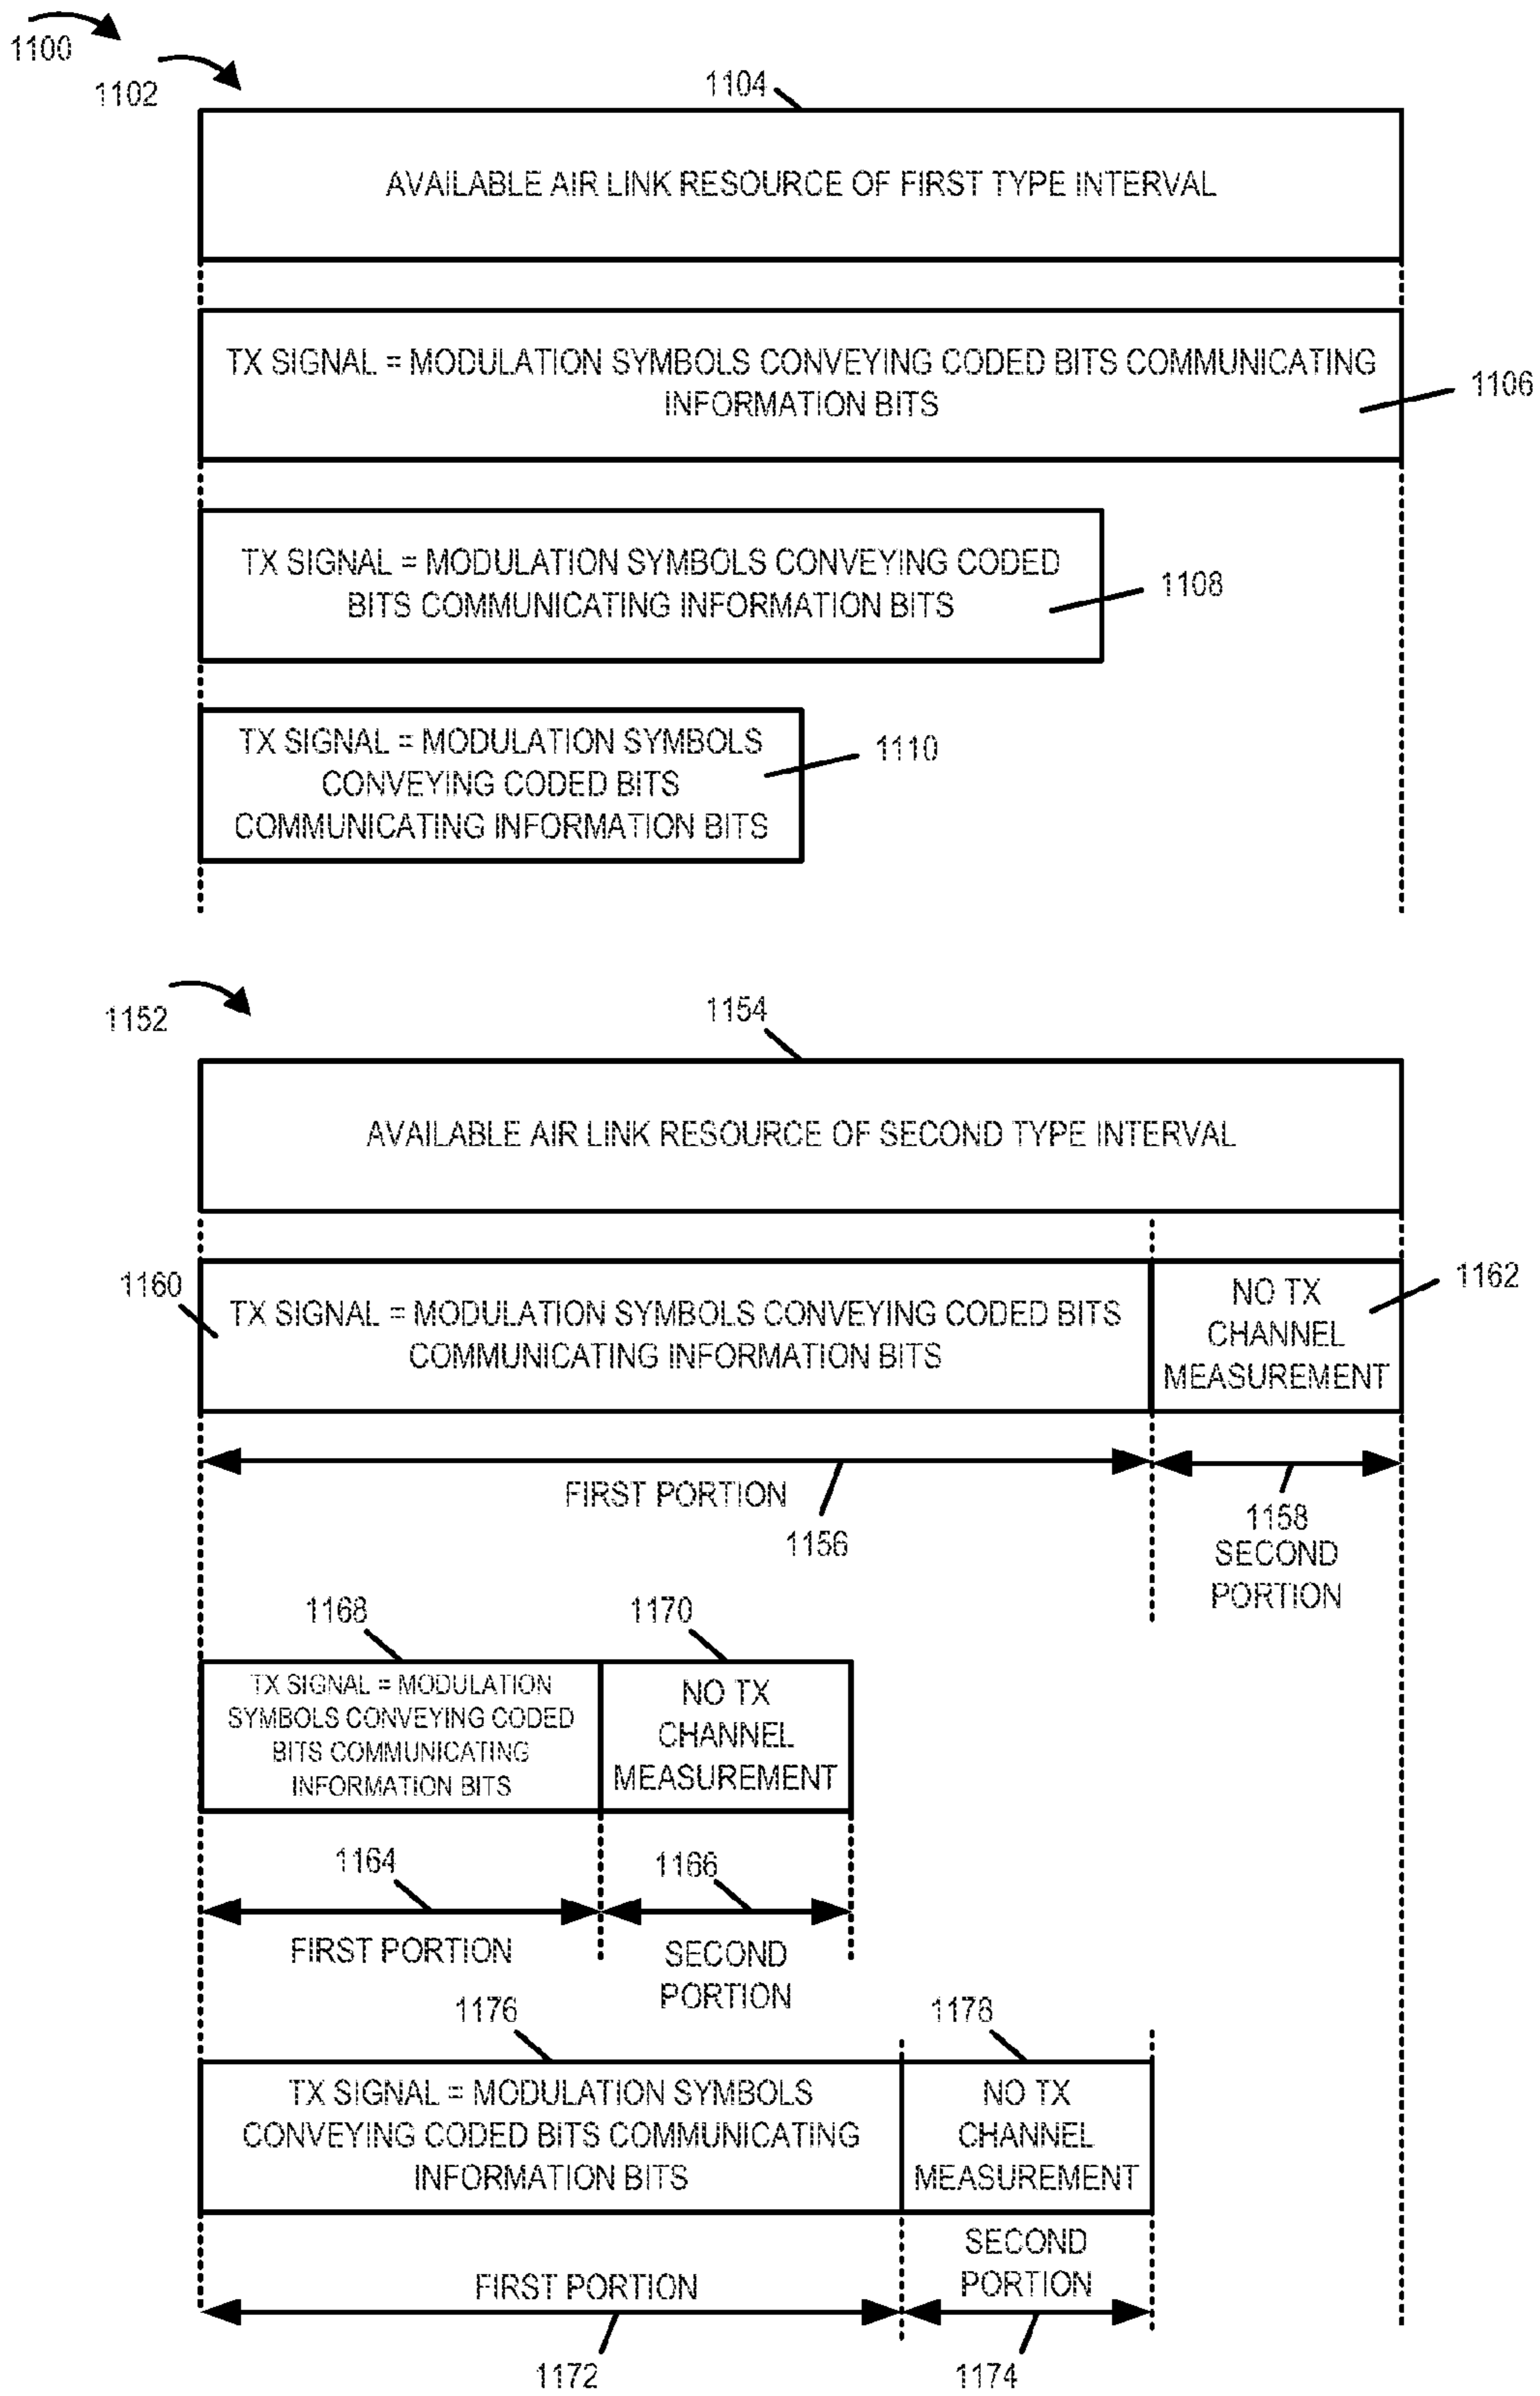 1100
1102
1104
AVAILABLE AIR LINK RESOURCE OF FIRST TYPE INTERVAL
TX SIGNAL = MODULATION SYMBOLS CONVEYING CODED BITS COMMUNICATING
INFORMATION BITS
1106
TX SIGNAL = MODULATION SYMBOLS CONVEYING CODED
BITS COMMUNICATING INFORMATION BITS
1108
TX SIGNAL = MODULATION SYMBOLS
CONVEYING CODED BITS
COMMUNICATING INFORMATION BITS
1110
1152
1154
AVAILABLE AIR LINK RESOURCE OF SECOND TYPE INTERVAL
1160
TX SIGNAL = MODULATION SYMBOLS CONVEYING CODED BITS
COMMUNICATING INFORMATION BITS
NO TX
CHANNEL
MEASUREMENT
1162
FIRST PORTION
1156
1158
SECOND
PORTION
1168
1170
TX SIGNAL = MODULATION
SYMBOLS CONVEYING CODED
BITS COMMUNICATING
INFORMATION BITS
NO TX
CHANNEL
MEASUREMENT
1164
1166
FIRST PORTION
SECOND
PORTION
1176
1178
TX SIGNAL = MODULATION SYMBOLS
CONVEYING CODED BITS COMMUNICATING
INFORMATION BITS
NO TX
CHANNEL
MEASUREMENT
FIRST PORTION
SECOND
PORTION
1172
1174